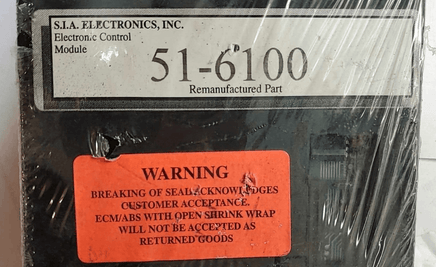 S.I.A. ELECTRONICS, INC.
Electronic Control
Module
51-6100
Remanufactured Part
WARNING
BREAKING OF SEAL ACKNOWLEDGES
CUSTOMER ACCEPTANCE.
ECM/ABS WITH OPEN SHRINK WRAP
WILL NOT BE ACCEPTED AS
RETURNED GOODS